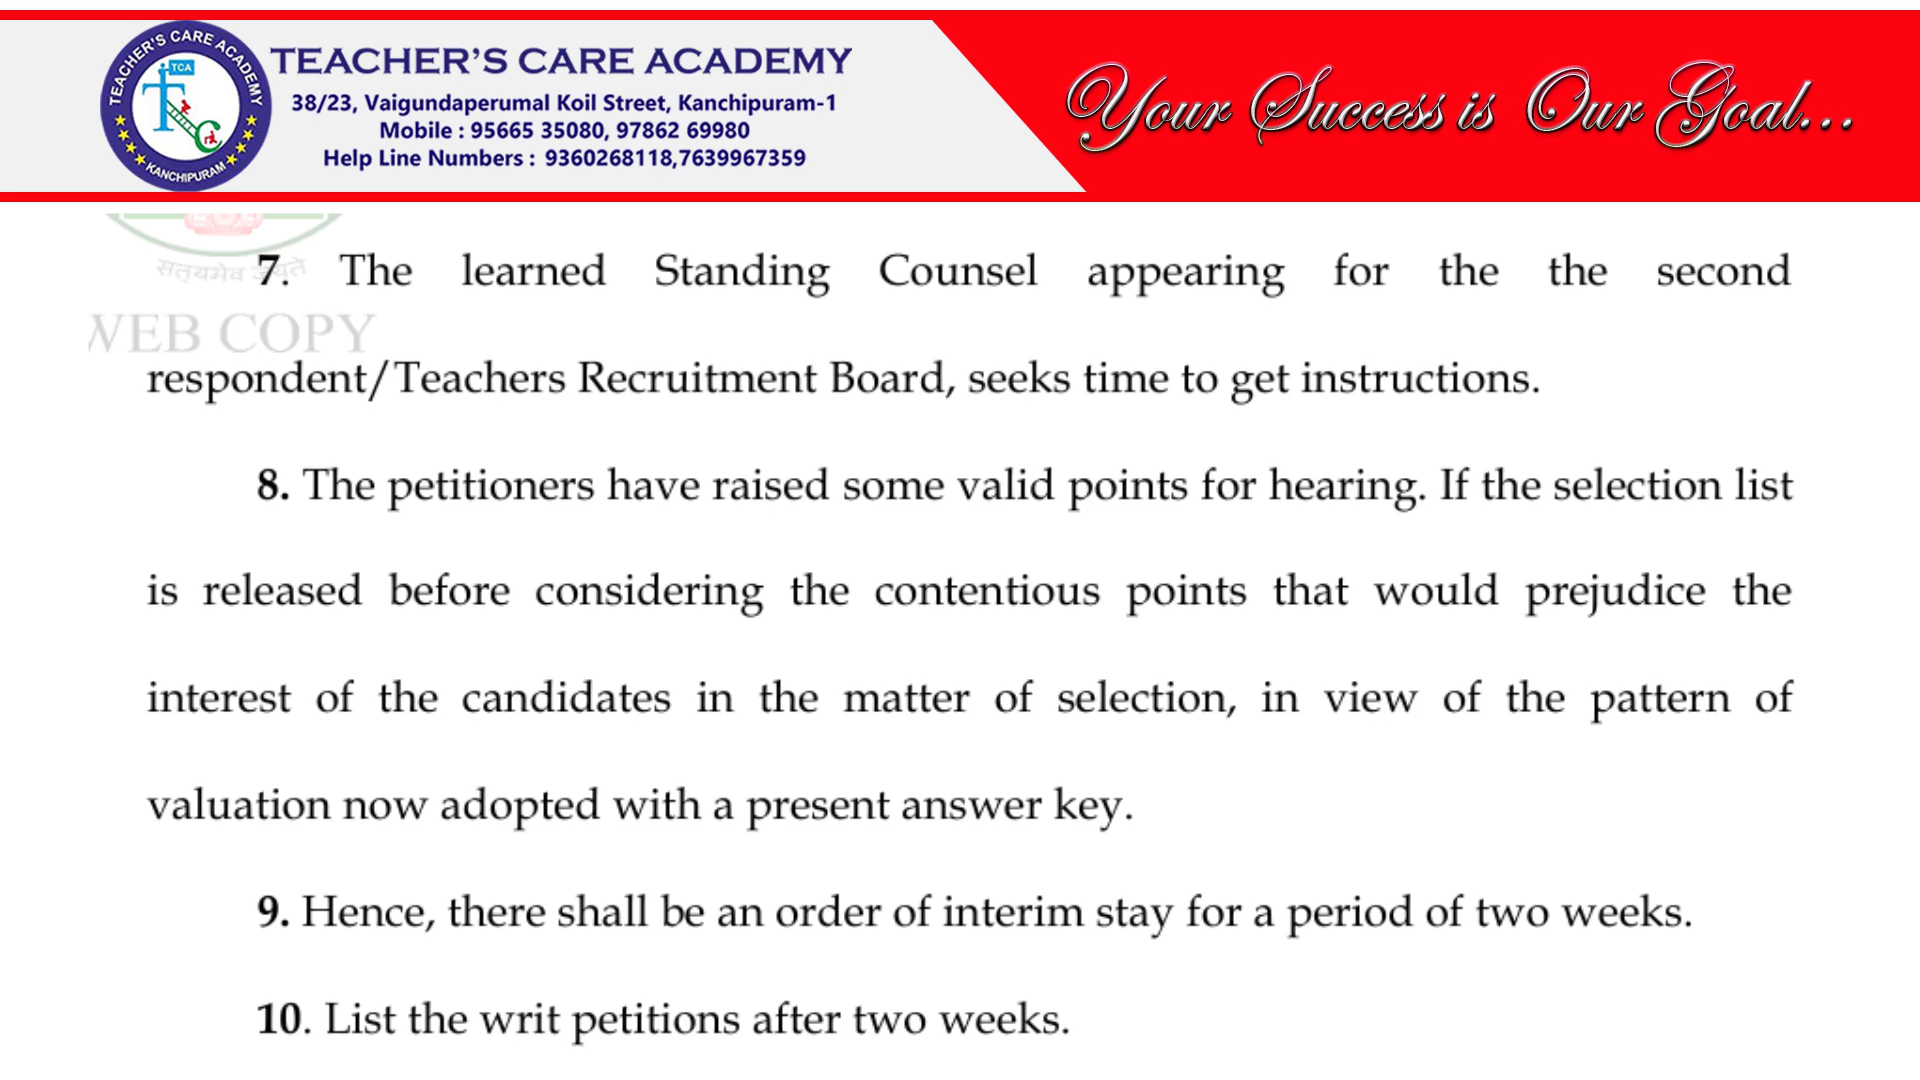 TEACHER'S CARE ACADEMY
TCA
KANCHIPURAM
TEACHER'S CARE ACADEMY
38/23, Vaigundaperumal Koil Street, Kanchipuram-1
Mobile : 95665 35080, 97862 69980
Help Line Numbers : 9360268118,7639967359
Your Success is Our Goal...
सत्यमेव जयते
WEB COPY
7. The learned Standing Counsel appearing for the the second
respondent/Teachers Recruitment Board, seeks time to get instructions.
8. The petitioners have raised some valid points for hearing. If the selection list
is released before considering the contentious points that would prejudice the
interest of the candidates in the matter of selection, in view of the pattern of
valuation now adopted with a present answer key.
9. Hence, there shall be an order of interim stay for a period of two weeks.
10. List the writ petitions after two weeks.